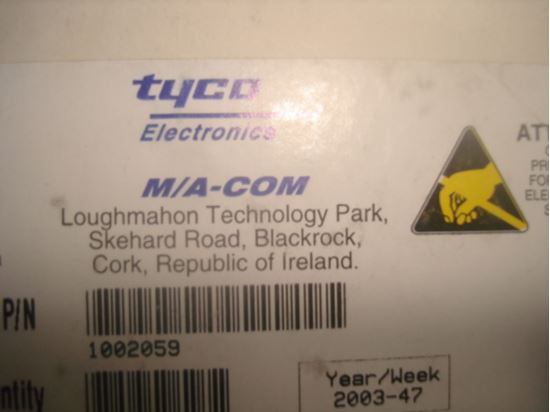 tyco
Electronics
M/A-COM
Loughmahon Technology Park,
Skehard Road, Blackrock,
Cork, Republic of Ireland.
P/N
1002059
Year/Week
2003-47